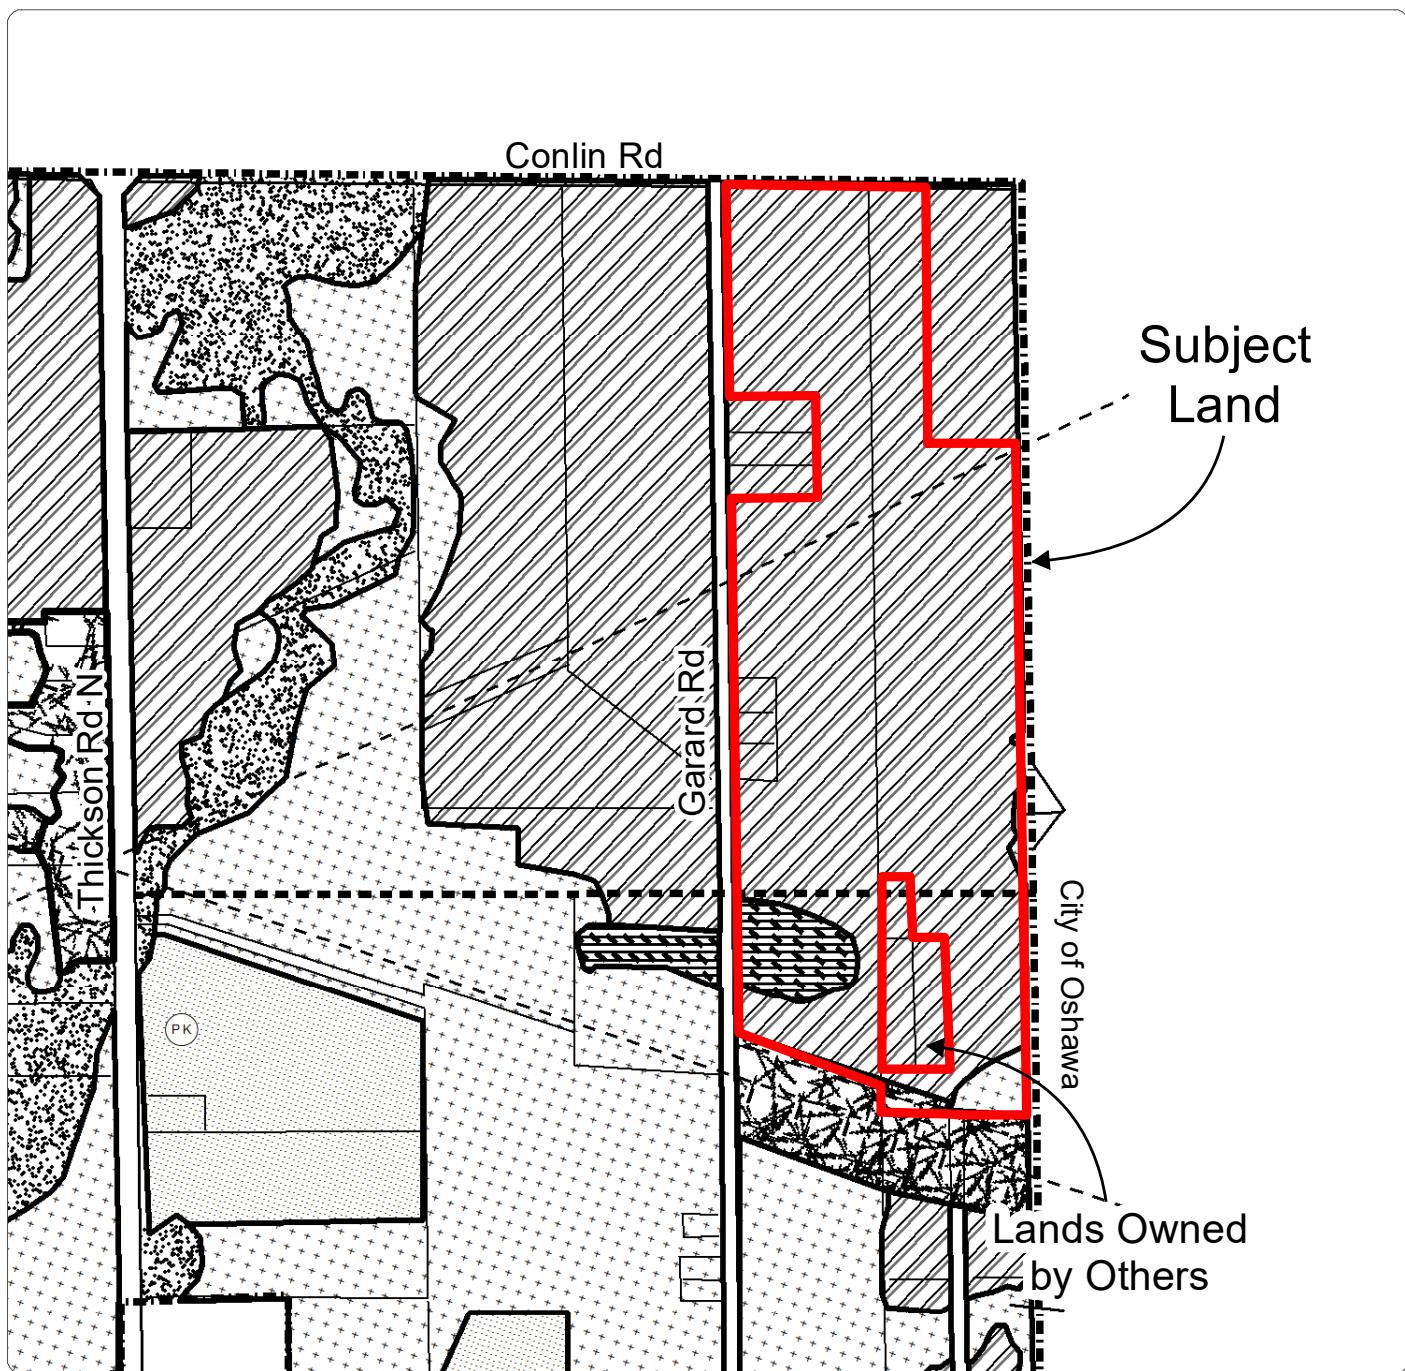 Conlin Rd
Subject
Land
Garard Rd
Thickson Rd N
City of Oshawa
PK
Lands Owned
by Others